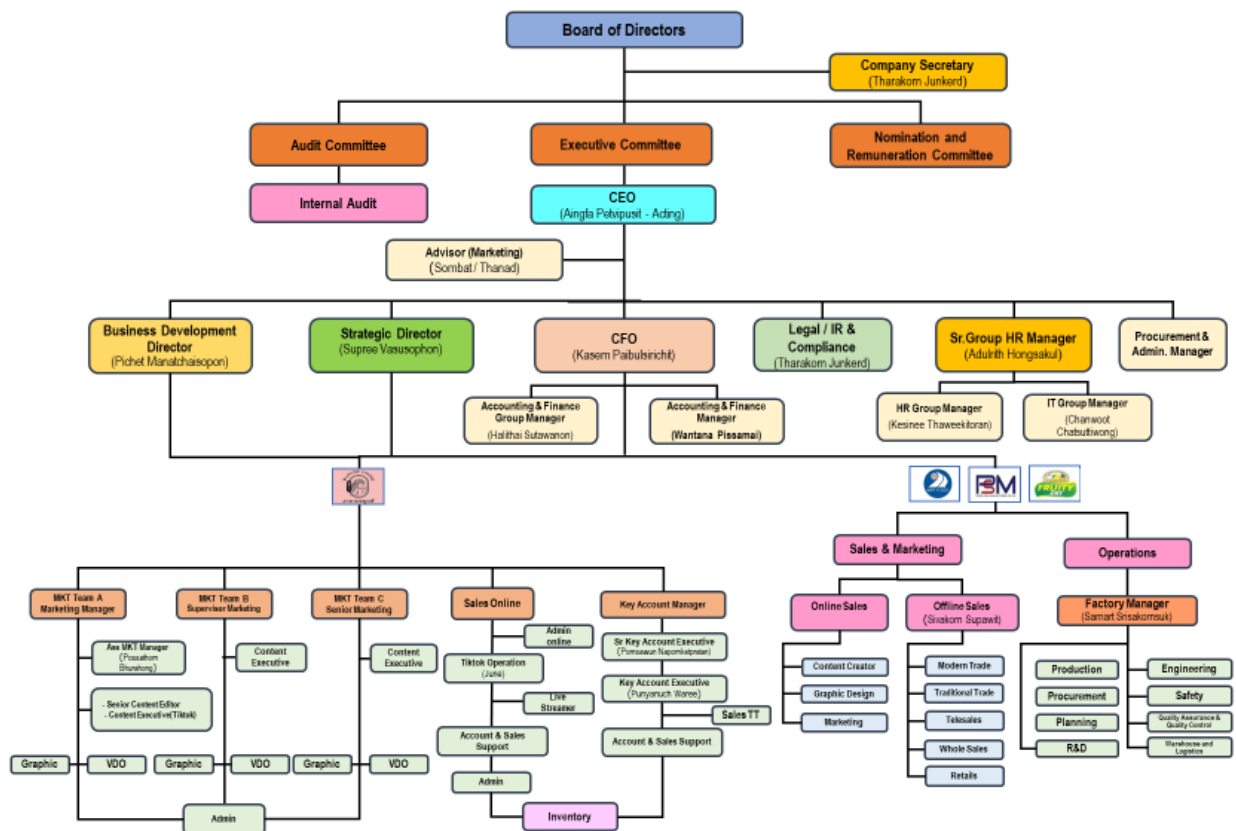 Board of Directors
Company Secretary
(Tharakorn Junkerd)
Audit Committee
Executive Committee
Nomination and
Remuneration Committee
Internal Audit
CEO
(Aingfa Petvipusit - Acting)
Advisor (Marketing)
(Sombat / Thanad)
Business Development
Director
(Pichet Manatchaisopon)
Strategic Director
(Supree Vasusophon)
CFO
(Kasem Paibulsirichit)
Legal / IR &
Compliance
(Tharakorn Junkerd)
Sr.Group HR Manager
(Adulrith Hongsakul)
Procurement &
Admin. Manager
Accounting & Finance
Group Manager
(Halithai Sutawanon)
Accounting & Finance
Manager
(Wantana Pissamai)
HR Group Manager
(Kesinee Thaweekitoran)
IT Group Manager
(Chanwoot
Chatsuttiwong)
FRUITY
Sales & Marketing
Operations
MKT Team A
Marketing Manager
MKT Team B
Supervisor Marketing
MKT Team C
Senior Marketing
Sales Online
Key Account Manager
Online Sales
Offline Sales
(Sivakorn Supawit)
Factory Manager
(Samart Srisakornsuk)
Ass MKT Manager
Content
Executive
Content
Executive
Admin
online
Tiktok Operation
(June)
Live
Streamer
Account & Sales
Support
Admin
Sr Key Account Executive
Key Account Executive
(Punyanuch Waree)
Sales TT
Account & Sales Support
Content Creator
Graphic Design
Marketing
Modern Trade
Traditional Trade
Telesales
Whole Sales
Retails
Production
Procurement
Planning
R&D
Engineering
Safety
Quality Assurance &
Quality Control
Warehouse and
Logistics
- Senior Content Editor
- Content Executive(Tiktok)
Graphic
VDO
Graphic
VDO
Graphic
VDO
Admin
Inventory